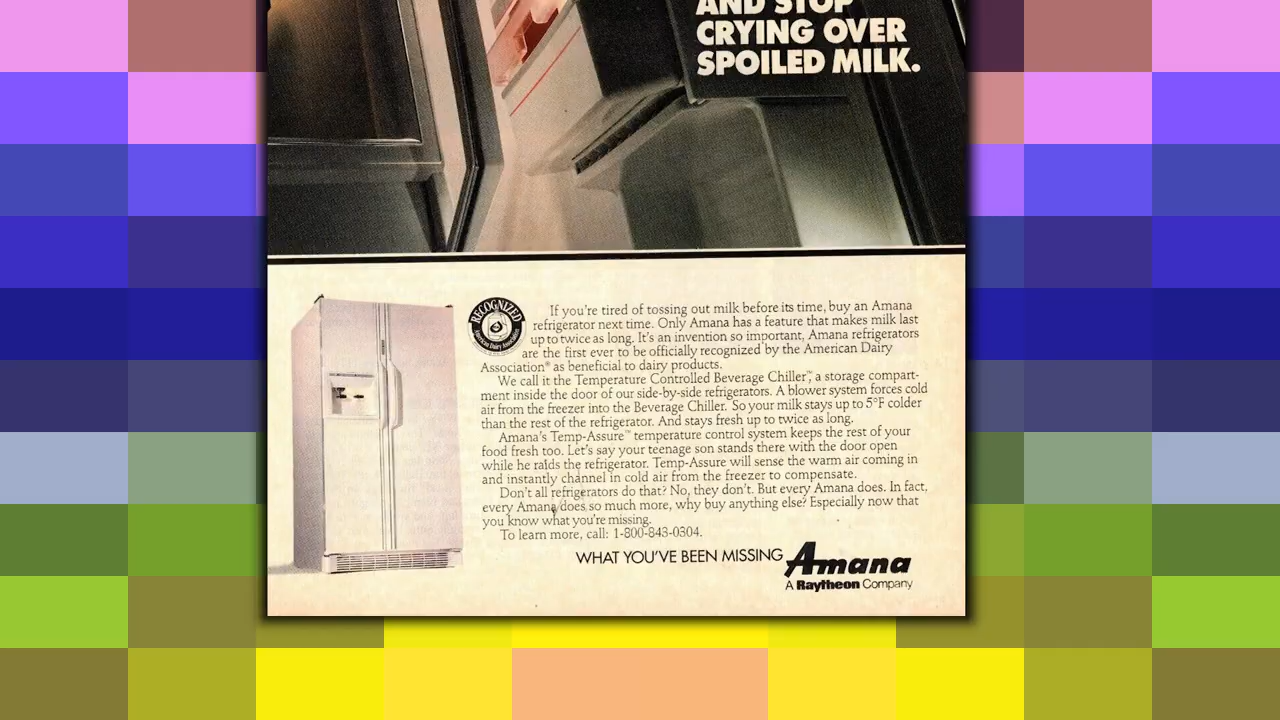 AND STOP
CRYING OVER
SPOILED MILK.
RECOGNIZED
American Dairy Association
If you're tired of tossing out milk before its time, buy an Amana
refrigerator next time. Only Amana has a feature that makes milk last
up to twice as long. It's an invention so important, Amana refrigerators
are the first ever to be officially recognized by the American Dairy
Association® as beneficial to dairy products.
We call it the Temperature Controlled Beverage Chiller,™ a storage compart-
ment inside the door of our side-by-side refrigerators. A blower system forces cold
air from the freezer into the Beverage Chiller. So your milk stays up to 5°F colder
than the rest of the refrigerator. And stays fresh up to twice as long.
Amana's Temp-Assure™ temperature control system keeps the rest of your
food fresh too. Let's say your teenage son stands there with the door open
while he raids the refrigerator. Temp-Assure will sense the warm air coming in
and instantly channel in cold air from the freezer to compensate.
Don't all refrigerators do that? No, they don't. But every Amana does. In fact,
every Amana does so much more, why buy anything else? Especially now that
you know what you're missing.
To learn more, call: 1-800-843-0304.
WHAT YOU'VE BEEN MISSING Amana
A Raytheon Company